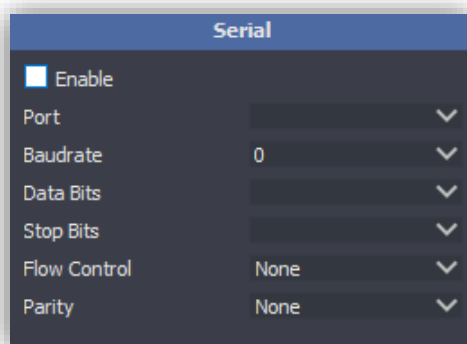 Serial
Enable
Port
Baudrate 0
Data Bits
Stop Bits
Flow Control None
Parity None